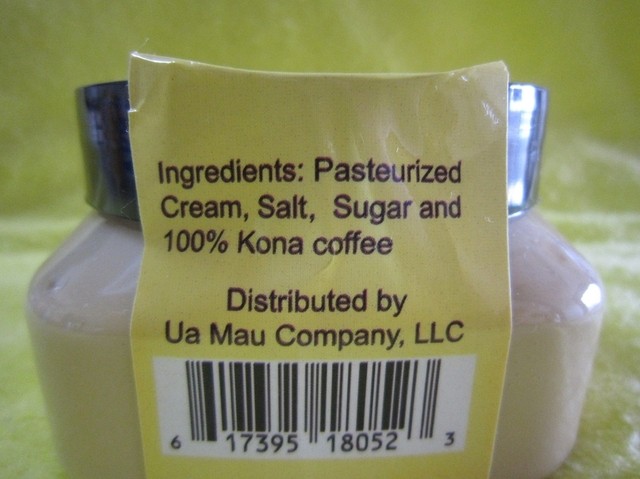 Ingredients: Pasteurized
Cream, Salt, Sugar and
100% Kona coffee
Distributed by
Ua Mau Company, LLC
6 17395 18052 3